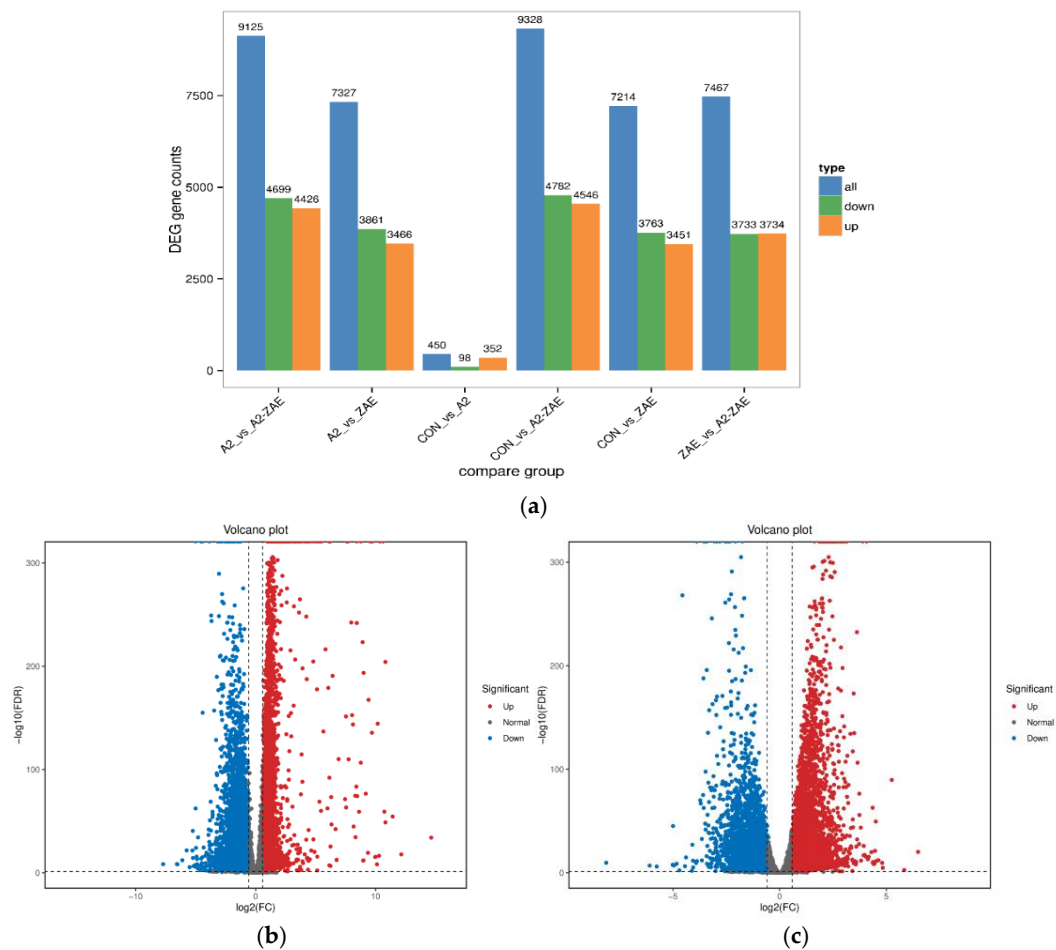 9125
4699
4426
7327
3861
3466
450
98
352
9328
4782
4546
7214
3763
3451
7467
3733 3734
DEG gene counts
7500
5000
2500
0
A2_vs_A2-ZAE
A2_vs_ZAE
CON_vs_A2
CON_vs_A2-ZAE
CON_vs_ZAE
ZAE_vs_A2-ZAE
compare group
type
all
down
up
(a)
Volcano plot
−log10(FDR)
300
200
100
0
−10
0
10
log2(FC)
Significant
Up
Normal
Down
(b)
Volcano plot
−log10(FDR)
300
200
100
0
−5
0
5
log2(FC)
Significant
Up
Normal
Down
(c)